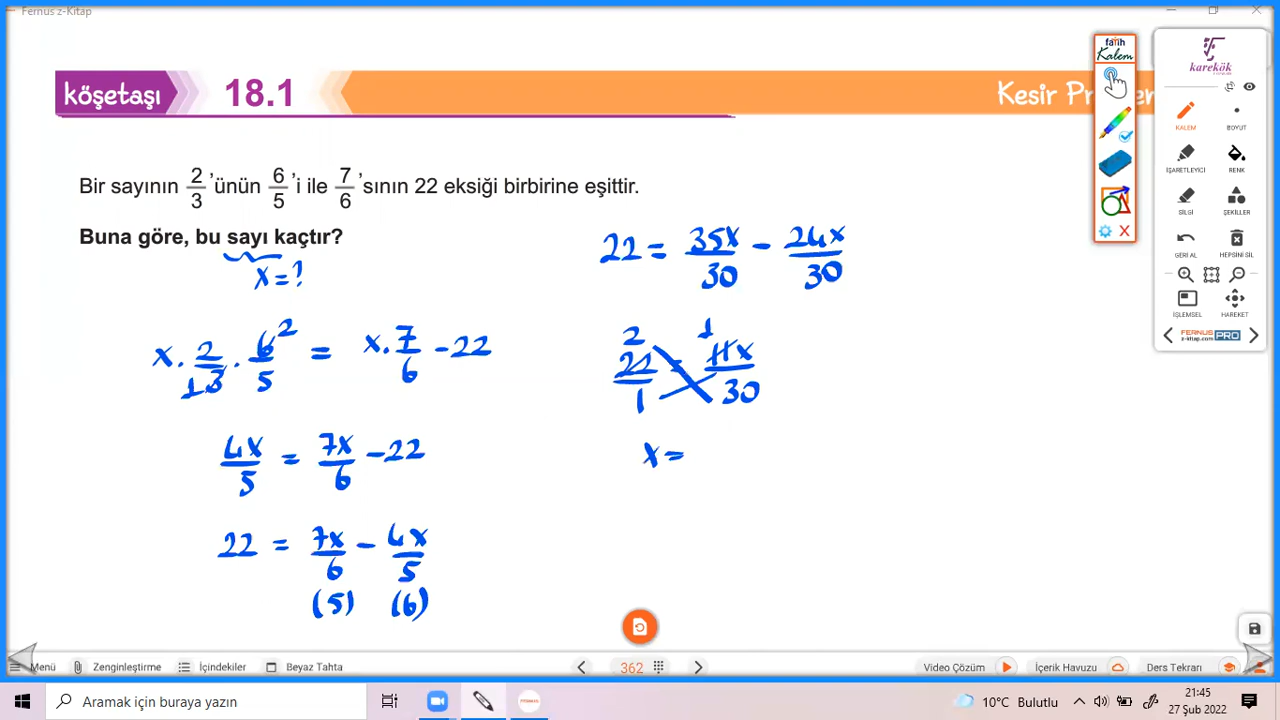 Fernus z-Kitap
köşetaşı 18.1 Kesir Pr
Bir sayının 2/3 'ünün 6/5 'i ile 7/6 'sının 22 eksiği birbirine eşittir.
Buna göre, bu sayı kaçtır?
x=?
x . 2/3 . 6/5 = x . 7/6 - 22
1 2
4x/5 = 7x/6 - 22
22 = 7x/6 - 4x/5
(5) (6)
22 = 35x/30 - 24x/30
2 1
22/1 = 11x/30
x =
fatih
Kalem
karekök
KALEM
BOYUT
İŞARETLEYİCİ
RENK
SİLGİ
ŞEKİLLER
GERİ AL
HEPSİNİ SİL
İŞLEMSEL
HAREKET
FERNUS PRO
z-kitap.com
Menü Zenginleştirme İçindekiler Beyaz Tahta 362 Video Çözüm İçerik Havuzu Ders Tekrarı
Aramak için buraya yazın
FERNUS
10°C Bulutlu
21:45
27 Şub 2022